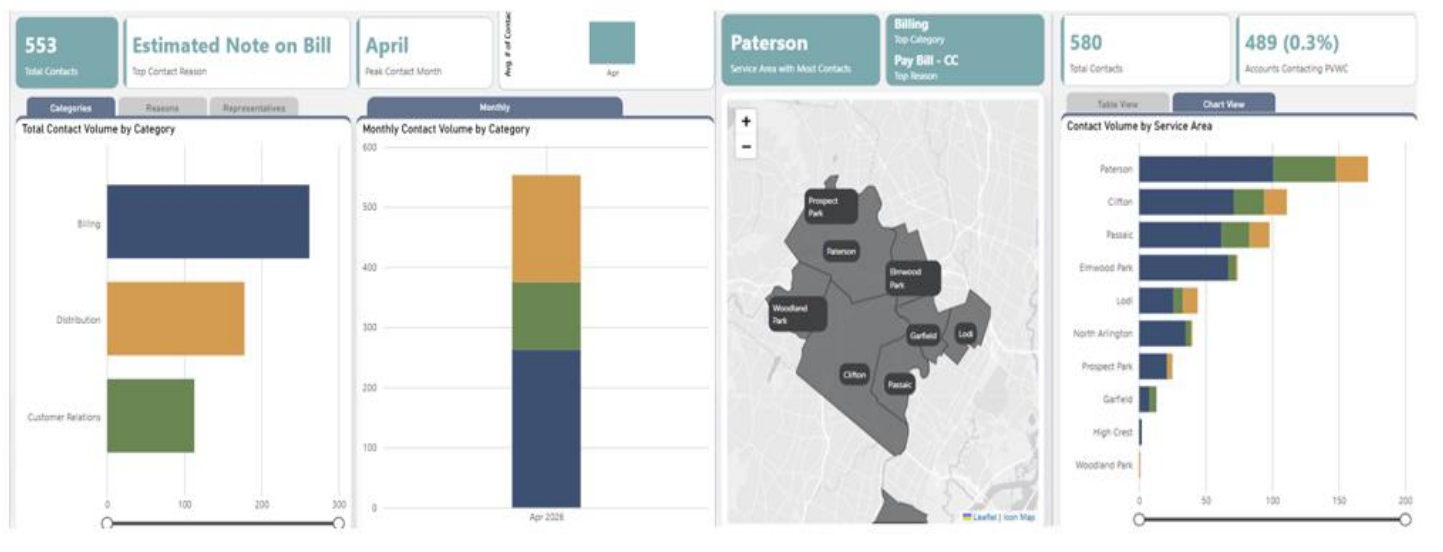 553
Total Contacts
Estimated Note on Bill
Top Contact Reason
April
Peak Contact Month
Avg. # of Contac
Apr
Categories
Reasons
Representatives
Total Contact Volume by Category
Billing
Distribution
Customer Relations
0
100
200
300
Monthly
Monthly Contact Volume by Category
600
500
400
300
200
100
0
Apr 2026
Paterson
Service Area with Most Contacts
Billing
Top Category
Pay Bill - CC
Top Reason
+
−
Prospect
Park
Paterson
Elmwood
Park
Woodland
Park
Garfield
Lodi
Clifton
Passaic
Leaflet | Icon Map
580
Total Contacts
489 (0.3%)
Accounts Contacting PVWC
Table View
Chart View
Contact Volume by Service Area
Paterson
Clifton
Passaic
Elmwood Park
Lodi
North Arlington
Prospect Park
Garfield
High Crest
Woodland Park
0
50
100
150
200